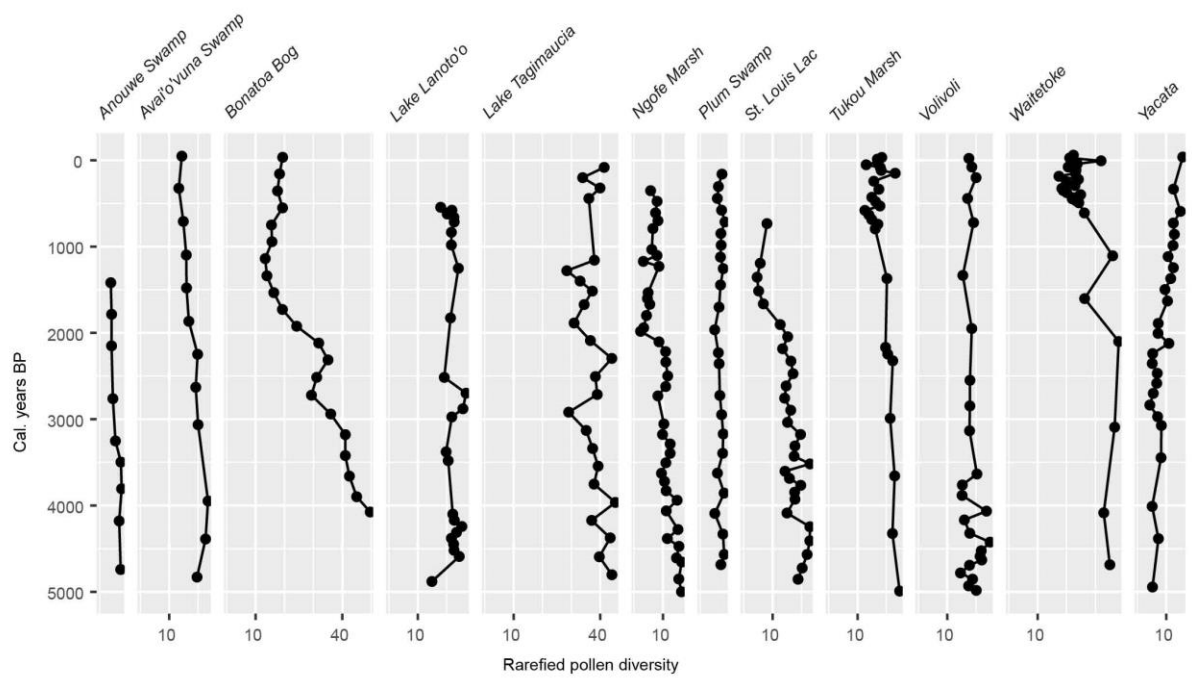 Anouwe Swamp
Avai'o'vuna Swamp
Bonatoa Bog
Lake Lanoto'o
Lake Tagimaucia
Ngofe Marsh
Plum Swamp
St. Louis Lac
Tukou Marsh
Volivoli
Waitetoke
Yacata
Cal. years BP
0
1000
2000
3000
4000
5000
10 10 40 10 10 40 10 10 10 10 10 10
Rarefied pollen diversity